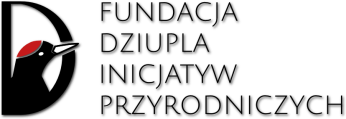 FUNDACJA
DZIUPLA
INICJATYW
PRZYRODNICZYCH